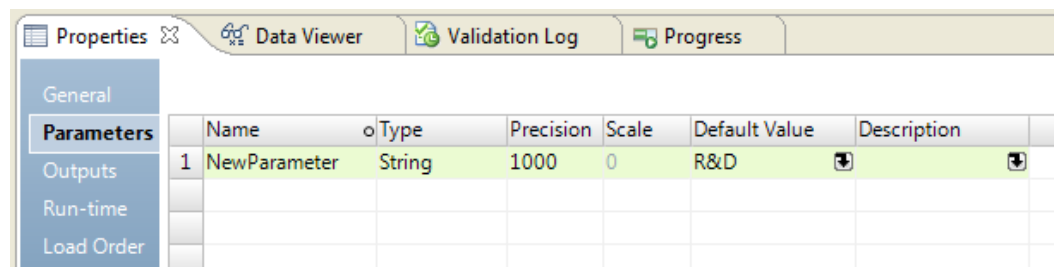 Properties Data Viewer Validation Log Progress
General
Parameters
Outputs
Run-time
Load Order
Name Type Precision Scale Default Value Description
1 NewParameter String 1000 0 R&D